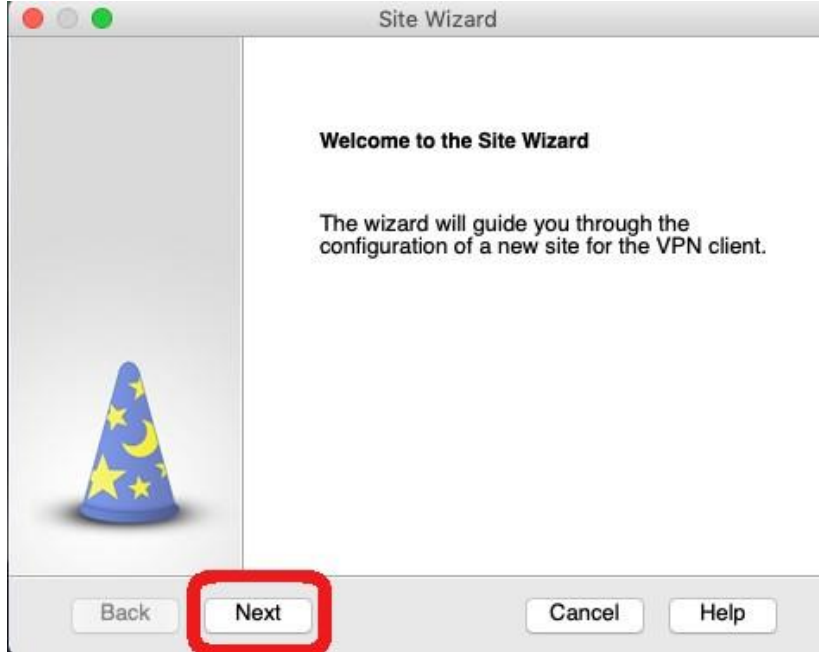 Site Wizard
Welcome to the Site Wizard
The wizard will guide you through the
configuration of a new site for the VPN client.
Back Next Cancel Help